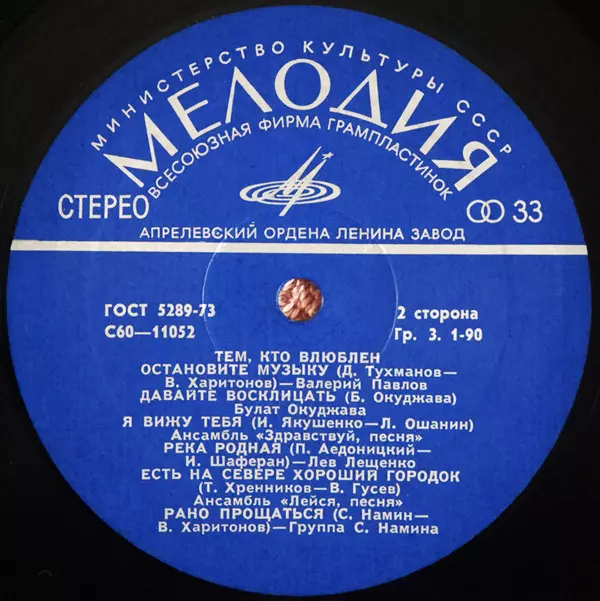 МИНИСТЕРСТВО КУЛЬТУРЫ СССР
МЕЛОДИЯ
ВСЕСОЮЗНАЯ ФИРМА ГРАМПЛАСТИНОК
СТЕРЕО
33
АПРЕЛЕВСКИЙ ОРДЕНА ЛЕНИНА ЗАВОД
ГОСТ 5289-73
2 сторона
С60—11052
Гр. 3. 1-90
ТЕМ, КТО ВЛЮБЛЕН
ОСТАНОВИТЕ МУЗЫКУ (Д. Тухманов—
В. Харитонов)—Валерий Павлов
ДАВАЙТЕ ВОСКЛИЦАТЬ (Б. Окуджава)
Булат Окуджава
Я ВИЖУ ТЕБЯ (И. Якушенко—Л. Ошанин)
Ансамбль «Здравствуй, песня»
РЕКА РОДНАЯ (П. Аедоницкий—
И. Шаферан)—Лев Лещенко
ЕСТЬ НА СЕВЕРЕ ХОРОШИЙ ГОРОДОК
(Т. Хренников—В. Гусев)
Ансамбль «Лейся, песня»
РАНО ПРОЩАТЬСЯ (С. Намин—
В. Харитонов)—Группа С. Намина